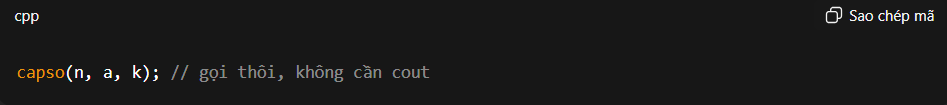 cpp
Sao chép mã
capso(n, a, k); // gọi thôi, không cần cout